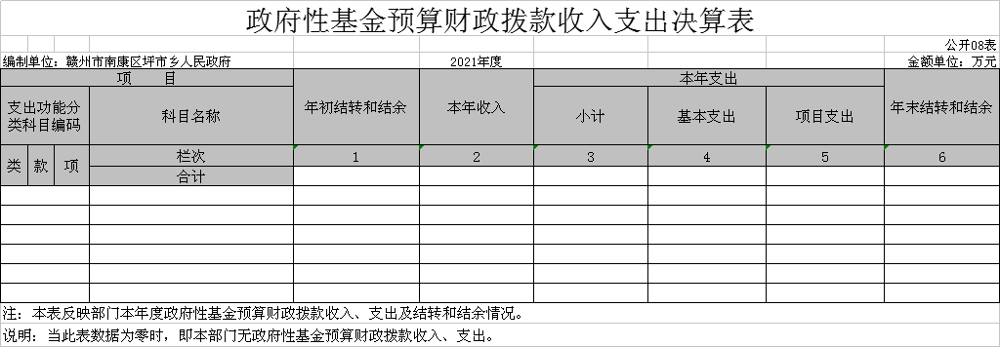 政府性基金预算财政拨款收入支出决算表
公开08表
编制单位：赣州市南康区坪市乡人民政府 2021年度 金额单位：万元
项 目 年初结转和结余 本年收入 本年支出 年末结转和结余
支出功能分类科目编码 科目名称 小计 基本支出 项目支出
类 款 项 栏次 1 2 3 4 5 6
合计
注：本表反映部门本年度政府性基金预算财政拨款收入、支出及结转和结余情况。
说明：当此表数据为零时，即本部门无政府性基金预算财政拨款收入、支出。